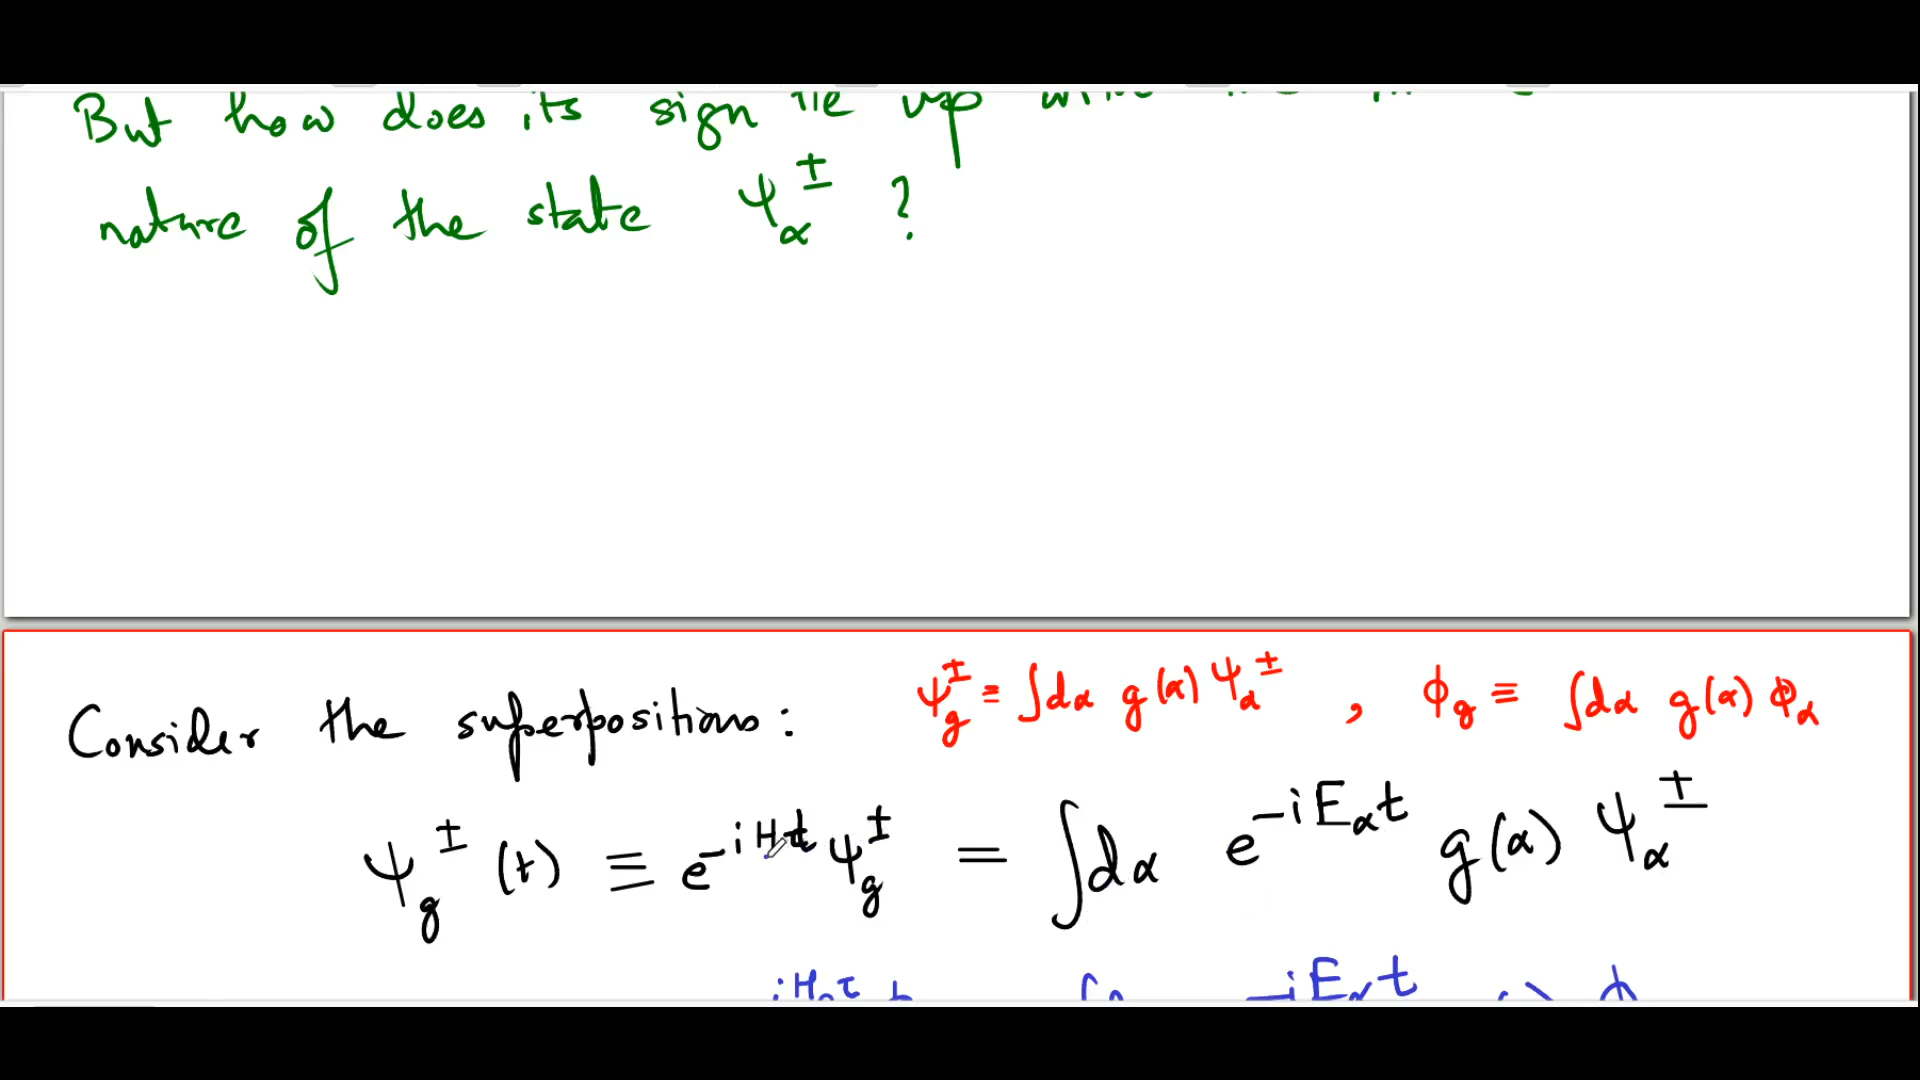 But how does its sign tie up
nature of the state Ψ_α^± ?
Consider the superpositions: Ψ_g^± = ∫dα g(α) Ψ_α^± , Φ_g ≡ ∫dα g(α) Φ_α
Ψ_g^±(t) ≡ e^{-iHt} Ψ_g^± = ∫dα e^{-iE_αt} g(α) Ψ_α^±
-iE_αt